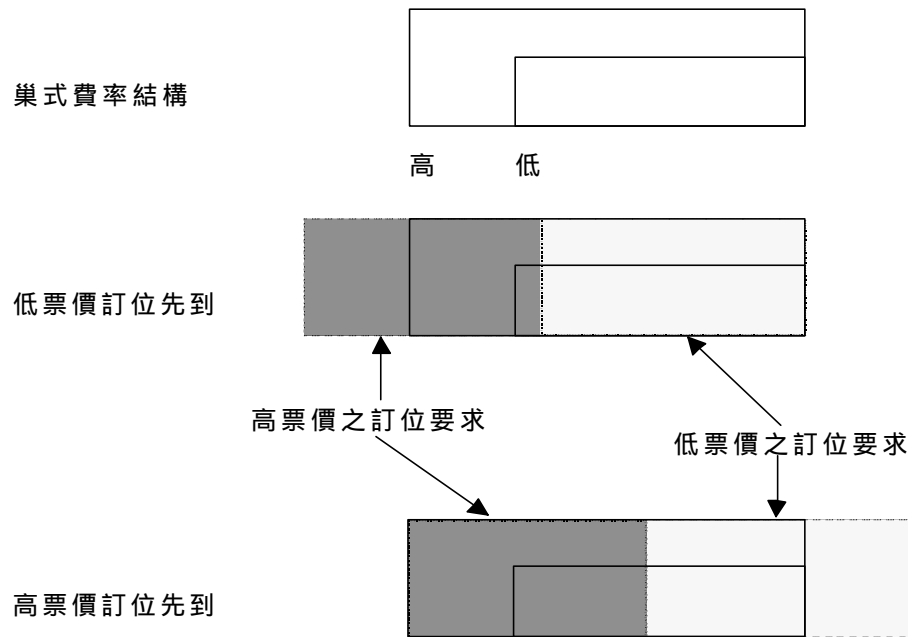 巢式費率結構
高
低
低票價訂位先到
高票價之訂位要求
低票價之訂位要求
高票價訂位先到